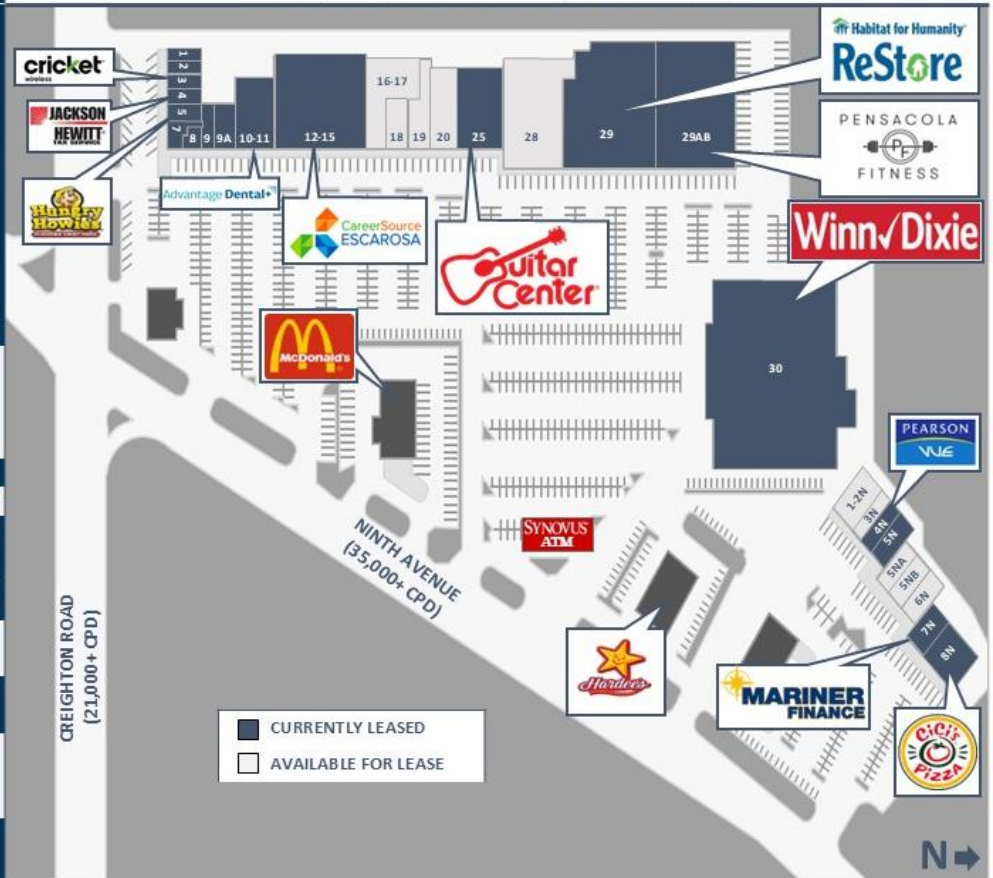 cricket
wireless
JACKSON
HEWITT
TAX SERVICE
Hungry
Howie's
1
2
3
4
5
7
8
9
9A
10-11
12-15
16-17
18
19
20
25
28
29
29AB
Habitat for Humanity®
ReStore
PENSACOLA
PF
FITNESS
Advantage Dental+
CareerSource
ESCAROSA
Guitar
Center
Winn✓Dixie
McDonald's
30
PEARSON
VUE
1-2N
3N
4N
5N
5NA
5NB
6N
7N
8N
SYNOVUS
ATM
NINTH AVENUE
(35,000+ CPD)
CREIGHTON ROAD
(21,000+ CPD)
Hardee's
MARINER
FINANCE
CiCi's
PIZZA
CURRENTLY LEASED
AVAILABLE FOR LEASE
N